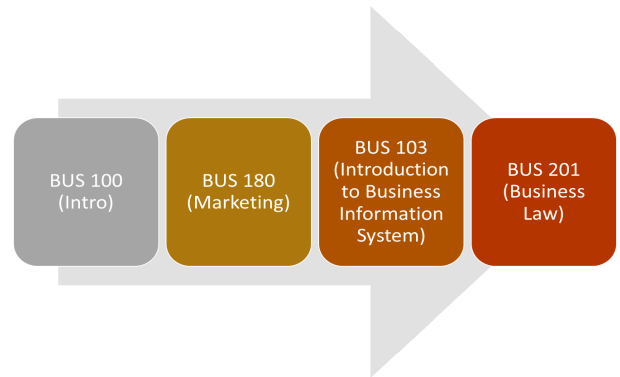 BUS 100
(Intro)
BUS 180
(Marketing)
BUS 103
(Introduction
to Business
Information
System)
BUS 201
(Business
Law)